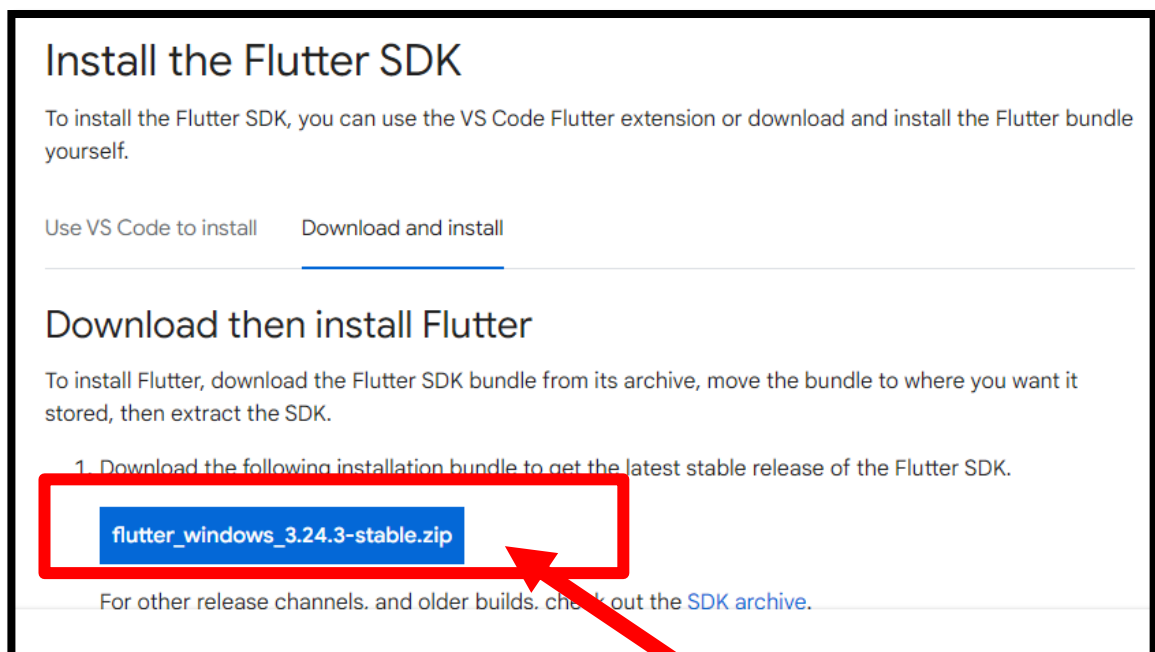 Install the Flutter SDK
To install the Flutter SDK, you can use the VS Code Flutter extension or download and install the Flutter bundle
yourself.
Use VS Code to install Download and install
Download then install Flutter
To install Flutter, download the Flutter SDK bundle from its archive, move the bundle to where you want it
stored, then extract the SDK.
1. Download the following installation bundle to get the latest stable release of the Flutter SDK.
flutter_windows_3.24.3-stable.zip
For other release channels, and older builds, check out the SDK archive.